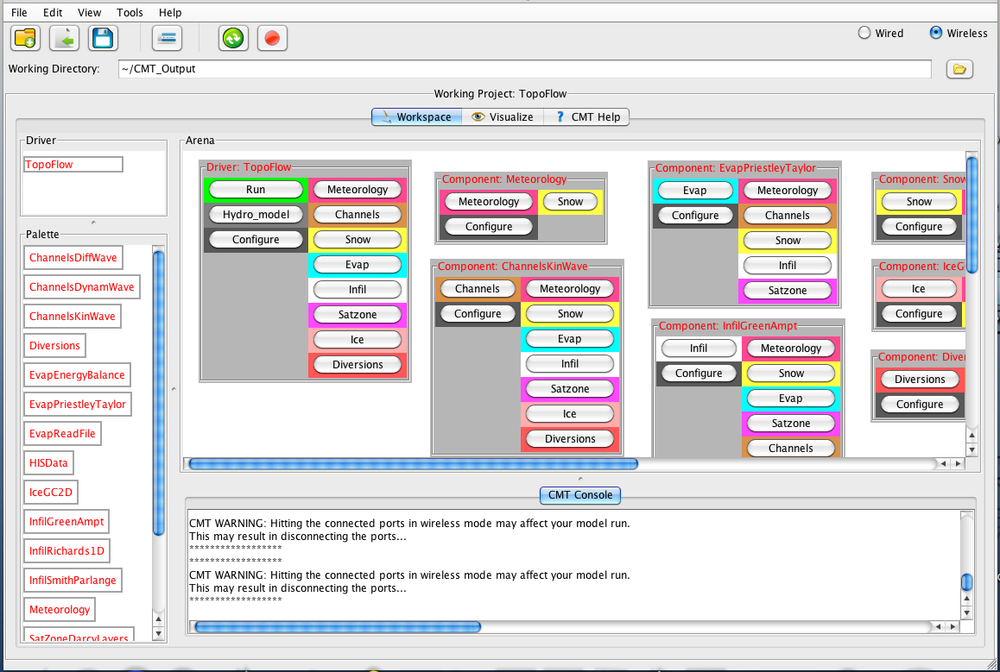 File Edit View Tools Help
Wired Wireless
Working Directory: ~/CMT_Output
Working Project: TopoFlow
Workspace Visualize ? CMT Help
Driver
TopoFlow
Palette
ChannelsDiffWave
ChannelsDynamWave
ChannelsKinWave
Diversions
EvapEnergyBalance
EvapPriestleyTaylor
EvapReadFile
HISData
IceGC2D
InfilGreenAmpt
InfilRichards1D
InfilSmithParlange
Meteorology
SatZoneDarcyLayers
Arena
Driver: TopoFlow
Run Meteorology
Hydro_model Channels
Configure Snow
Evap
Infil
Satzone
Ice
Diversions
Component: Meteorology
Meteorology Snow
Configure
Component: ChannelsKinWave
Channels Meteorology
Configure Snow
Evap
Infil
Satzone
Ice
Diversions
Component: EvapPriestleyTaylor
Evap Meteorology
Configure Channels
Snow
Infil
Satzone
Component: InfilGreenAmpt
Infil Meteorology
Configure Snow
Evap
Satzone
Channels
Component: Snow
Snow
Configure
Component: IceG
Ice
Configure
Component: Diver
Diversions
Configure
CMT Console
CMT WARNING: Hitting the connected ports in wireless mode may affect your model run.
This may result in disconnecting the ports...
******************
******************
CMT WARNING: Hitting the connected ports in wireless mode may affect your model run.
This may result in disconnecting the ports...
******************